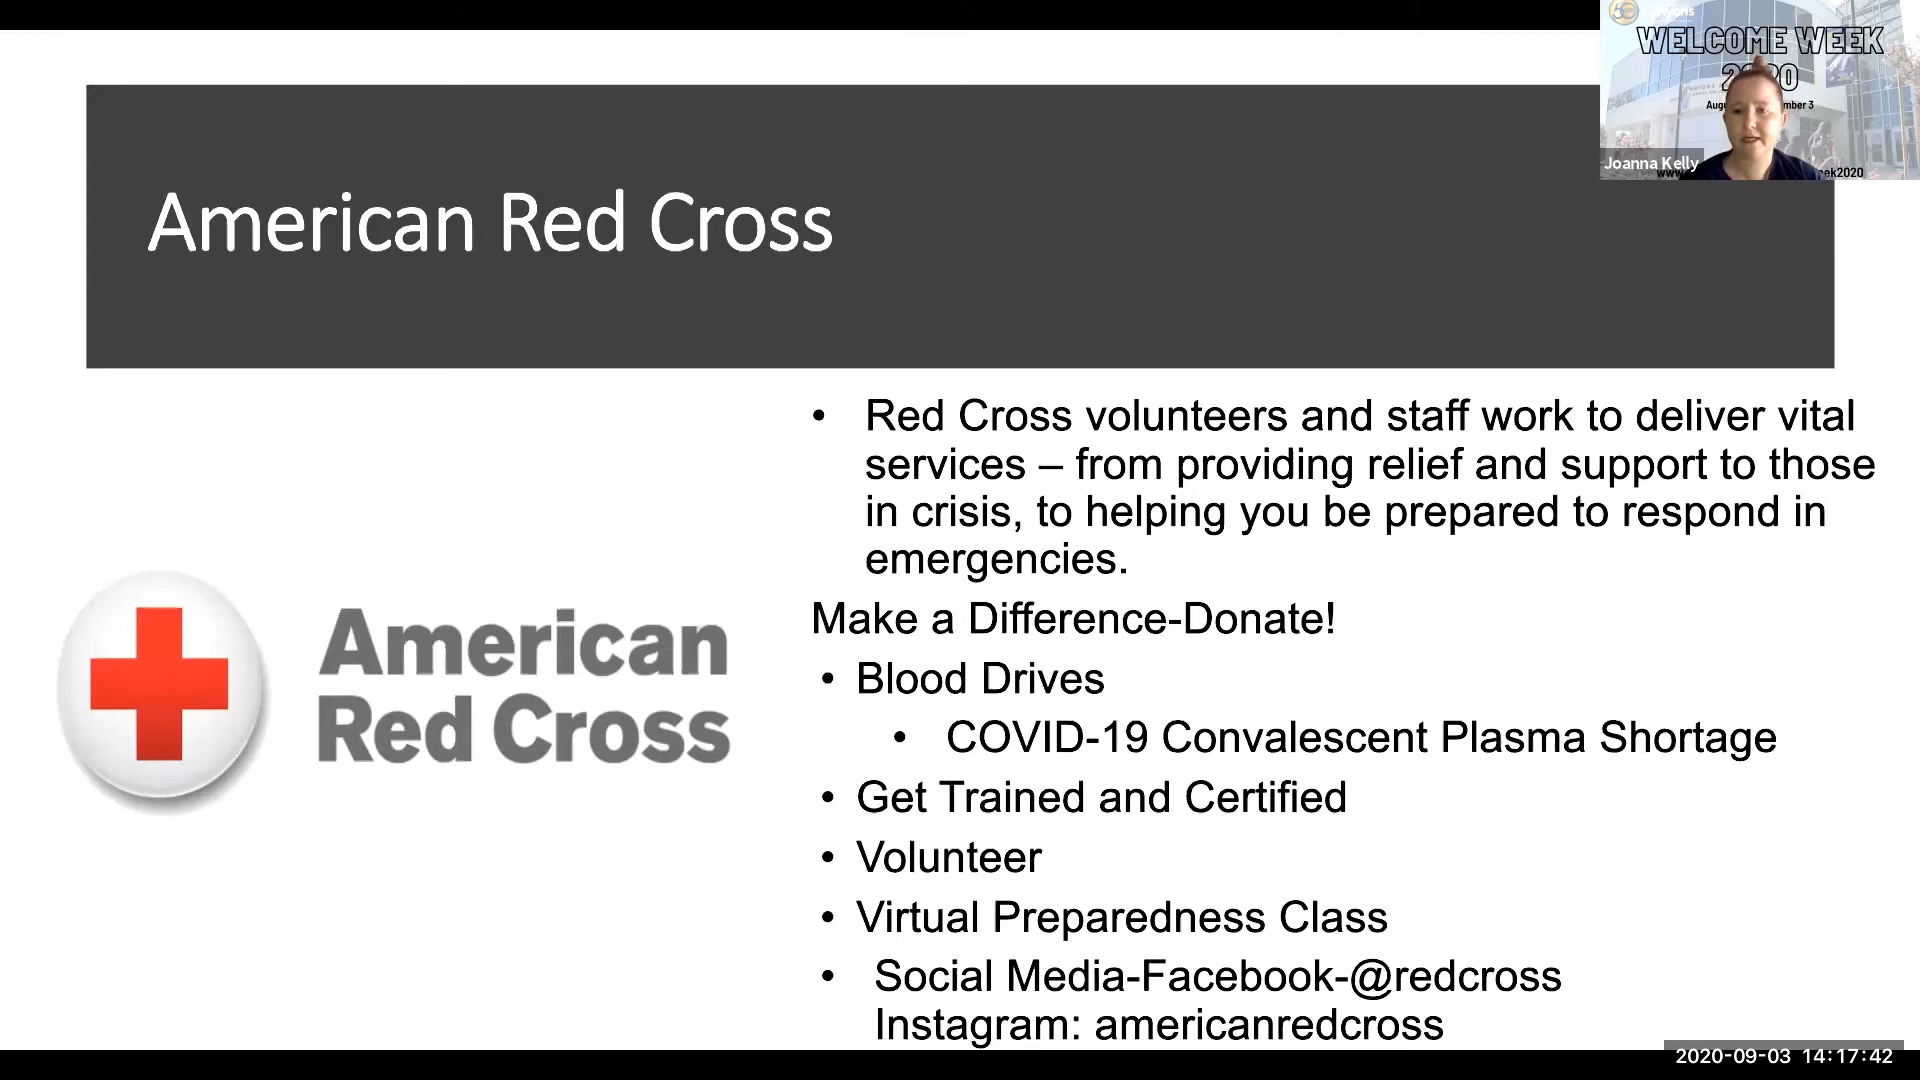 yons
WELCOME WEEK
American Red Cross
Joanna Kelly
ek2020
• Red Cross volunteers and staff work to deliver vital
services – from providing relief and support to those
in crisis, to helping you be prepared to respond in
emergencies.
Make a Difference-Donate!
• Blood Drives
• COVID-19 Convalescent Plasma Shortage
• Get Trained and Certified
• Volunteer
• Virtual Preparedness Class
• Social Media-Facebook-@redcross
Instagram: americanredcross
American
Red Cross
2020-09-03 14:17:42